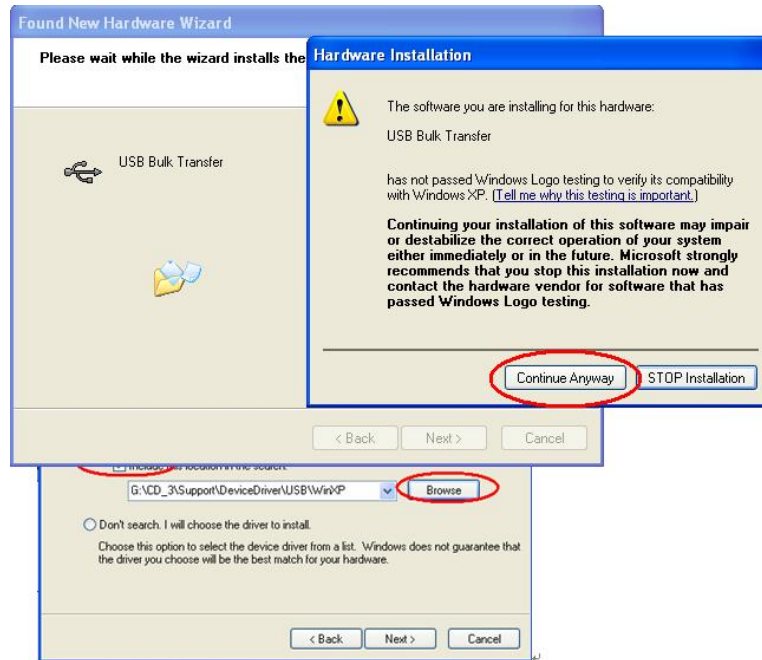 Found New Hardware Wizard
Please wait while the wizard installs the
USB Bulk Transfer
Hardware Installation
The software you are installing for this hardware:
USB Bulk Transfer
has not passed Windows Logo testing to verify its compatibility
with Windows XP. (Tell me why this testing is important.)
Continuing your installation of this software may impair
or destabilize the correct operation of your system
either immediately or in the future. Microsoft strongly
recommends that you stop this installation now and
contact the hardware vendor for software that has
passed Windows Logo testing.
Continue Anyway
STOP Installation
< Back
Next >
Cancel
Include this location in the search:
G:\CD_3\Support\DeviceDriver\USB\WinXP
Browse
Don't search. I will choose the driver to install.
Choose this option to select the device driver from a list. Windows does not guarantee that
the driver you choose will be the best match for your hardware.
< Back
Next >
Cancel